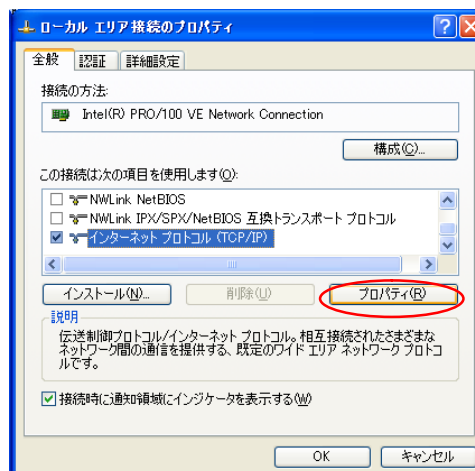 ローカル エリア接続のプロパティ
全般 認証 詳細設定
接続の方法:
Intel(R) PRO/100 VE Network Connection
構成(C)...
この接続は次の項目を使用します(O):
NWLink NetBIOS
NWLink IPX/SPX/NetBIOS 互換トランスポート プロトコル
インターネット プロトコル (TCP/IP)
インストール(N)... 削除(U) プロパティ(R)
説明
伝送制御プロトコル/インターネット プロトコル。相互接続されたさまざまな
ネットワーク間の通信を提供する、既定のワイド エリア ネットワーク プロトコ
ルです。
接続時に通知領域にインジケータを表示する(W)
OK キャンセル